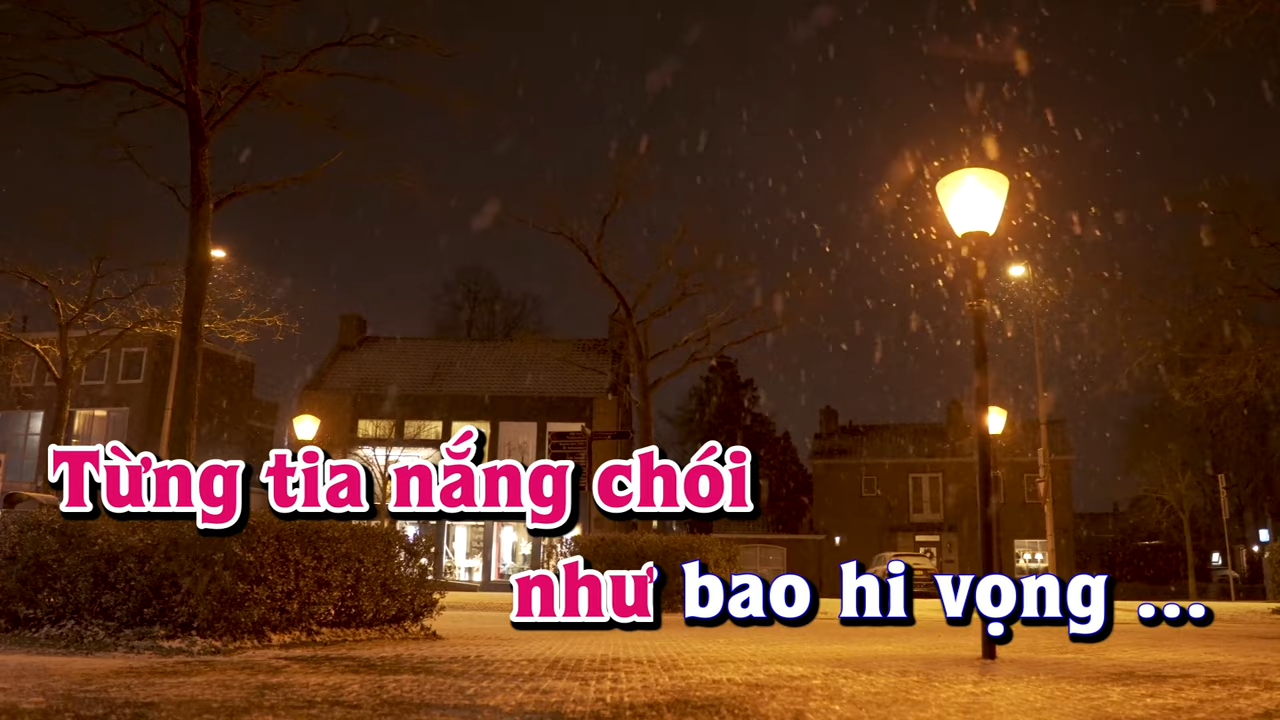 Từng tia nắng chói
như bao hi vọng ...